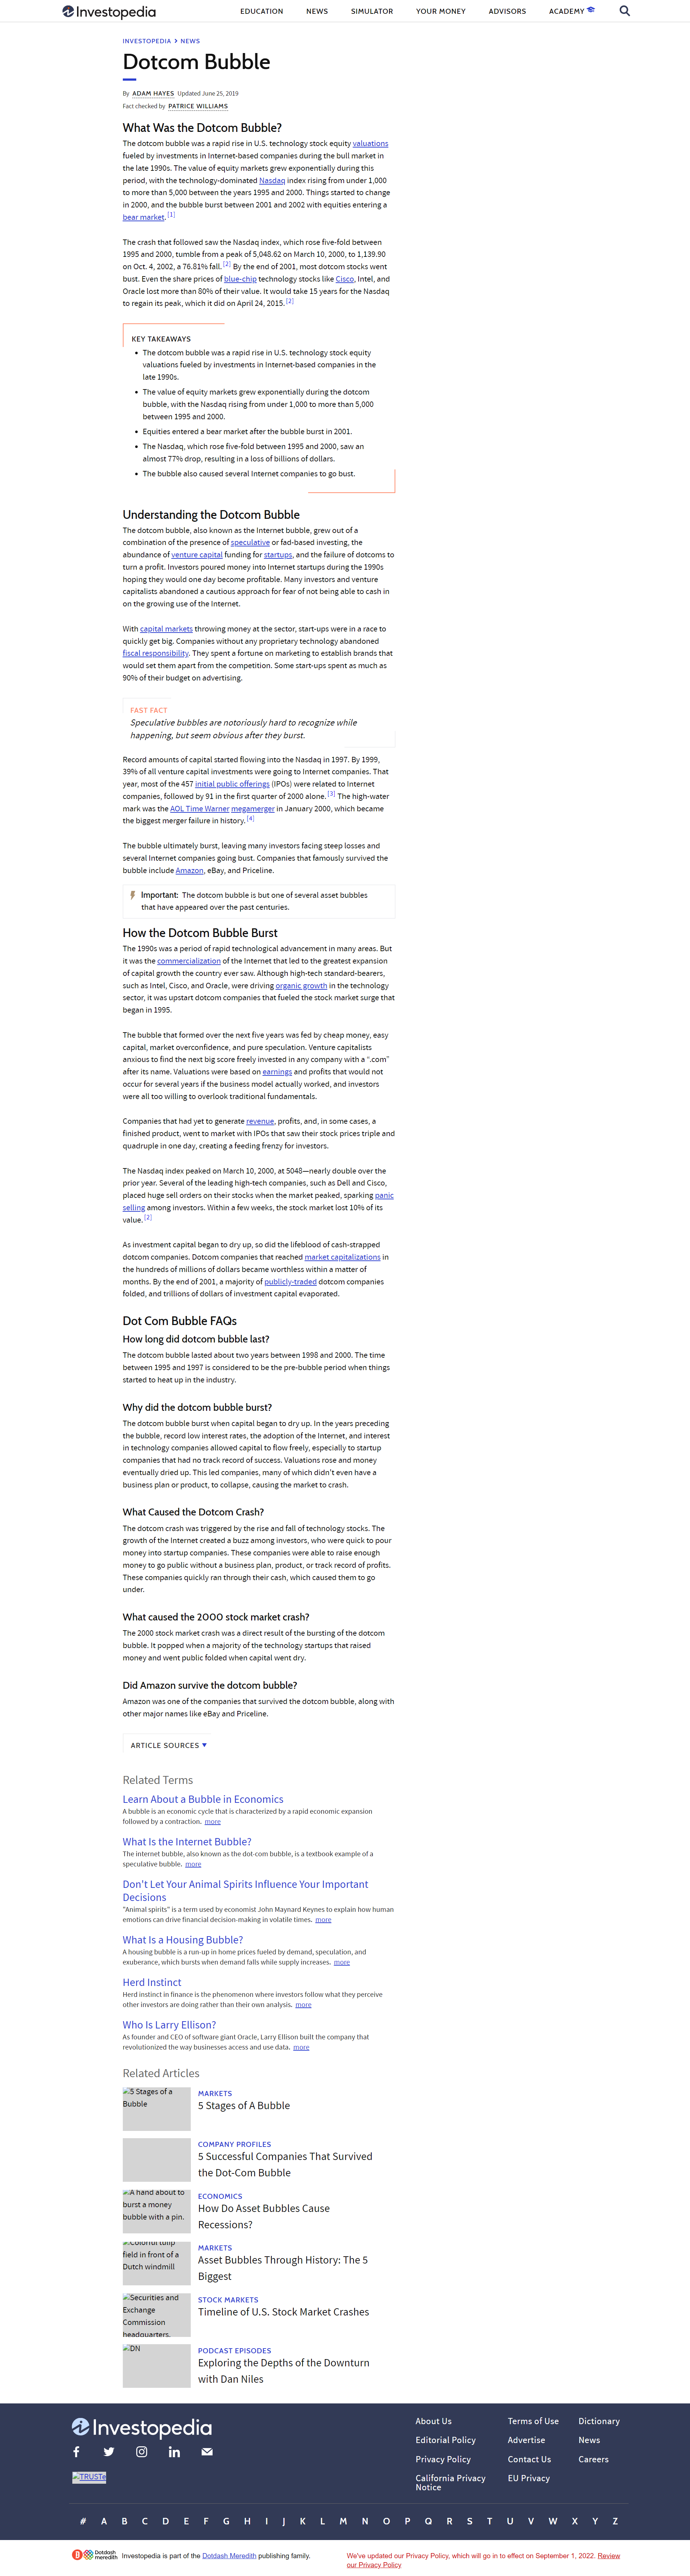 Investopedia
EDUCATION NEWS SIMULATOR YOUR MONEY ADVISORS ACADEMY
INVESTOPEDIA > NEWS
Dotcom Bubble
By ADAM HAYES Updated June 25, 2019
Fact checked by PATRICE WILLIAMS
What Was the Dotcom Bubble?
The dotcom bubble was a rapid rise in U.S. technology stock equity valuations
fueled by investments in Internet-based companies during the bull market in
the late 1990s. The value of equity markets grew exponentially during this
period, with the technology-dominated Nasdaq index rising from under 1,000
to more than 5,000 between the years 1995 and 2000. Things started to change
in 2000, and the bubble burst between 2001 and 2002 with equities entering a
bear market. [1]
The crash that followed saw the Nasdaq index, which rose five-fold between
1995 and 2000, tumble from a peak of 5,048.62 on March 10, 2000, to 1,139.90
on Oct. 4, 2002, a 76.81% fall. [2] By the end of 2001, most dotcom stocks went
bust. Even the share prices of blue-chip technology stocks like Cisco, Intel, and
Oracle lost more than 80% of their value. It would take 15 years for the Nasdaq
to regain its peak, which it did on April 24, 2015. [2]
KEY TAKEAWAYS
• The dotcom bubble was a rapid rise in U.S. technology stock equity
valuations fueled by investments in Internet-based companies in the
late 1990s.
• The value of equity markets grew exponentially during the dotcom
bubble, with the Nasdaq rising from under 1,000 to more than 5,000
between 1995 and 2000.
• Equities entered a bear market after the bubble burst in 2001.
• The Nasdaq, which rose five-fold between 1995 and 2000, saw an
almost 77% drop, resulting in a loss of billions of dollars.
• The bubble also caused several Internet companies to go bust.
Understanding the Dotcom Bubble
The dotcom bubble, also known as the Internet bubble, grew out of a
combination of the presence of speculative or fad-based investing, the
abundance of venture capital funding for startups, and the failure of dotcoms to
turn a profit. Investors poured money into Internet startups during the 1990s
hoping they would one day become profitable. Many investors and venture
capitalists abandoned a cautious approach for fear of not being able to cash in
on the growing use of the Internet.
With capital markets throwing money at the sector, start-ups were in a race to
quickly get big. Companies without any proprietary technology abandoned
fiscal responsibility. They spent a fortune on marketing to establish brands that
would set them apart from the competition. Some start-ups spent as much as
90% of their budget on advertising.
FAST FACT
Speculative bubbles are notoriously hard to recognize while
happening, but seem obvious after they burst.
Record amounts of capital started flowing into the Nasdaq in 1997. By 1999,
39% of all venture capital investments were going to Internet companies. That
year, most of the 457 initial public offerings (IPOs) were related to Internet
companies, followed by 91 in the first quarter of 2000 alone. [3] The high-water
mark was the AOL Time Warner megamerger in January 2000, which became
the biggest merger failure in history. [4]
The bubble ultimately burst, leaving many investors facing steep losses and
several Internet companies going bust. Companies that famously survived the
bubble include Amazon, eBay, and Priceline.
Important: The dotcom bubble is but one of several asset bubbles
that have appeared over the past centuries.
How the Dotcom Bubble Burst
The 1990s was a period of rapid technological advancement in many areas. But
it was the commercialization of the Internet that led to the greatest expansion
of capital growth the country ever saw. Although high-tech standard-bearers,
such as Intel, Cisco, and Oracle, were driving organic growth in the technology
sector, it was upstart dotcom companies that fueled the stock market surge that
began in 1995.
The bubble that formed over the next five years was fed by cheap money, easy
capital, market overconfidence, and pure speculation. Venture capitalists
anxious to find the next big score freely invested in any company with a “.com”
after its name. Valuations were based on earnings and profits that would not
occur for several years if the business model actually worked, and investors
were all too willing to overlook traditional fundamentals.
Companies that had yet to generate revenue, profits, and, in some cases, a
finished product, went to market with IPOs that saw their stock prices triple and
quadruple in one day, creating a feeding frenzy for investors.
The Nasdaq index peaked on March 10, 2000, at 5048—nearly double over the
prior year. Several of the leading high-tech companies, such as Dell and Cisco,
placed huge sell orders on their stocks when the market peaked, sparking panic
selling among investors. Within a few weeks, the stock market lost 10% of its
value. [2]
As investment capital began to dry up, so did the lifeblood of cash-strapped
dotcom companies. Dotcom companies that reached market capitalizations in
the hundreds of millions of dollars became worthless within a matter of
months. By the end of 2001, a majority of publicly-traded dotcom companies
folded, and trillions of dollars of investment capital evaporated.
Dot Com Bubble FAQs
How long did dotcom bubble last?
The dotcom bubble lasted about two years between 1998 and 2000. The time
between 1995 and 1997 is considered to be the pre-bubble period when things
started to heat up in the industry.
Why did the dotcom bubble burst?
The dotcom bubble burst when capital began to dry up. In the years preceding
the bubble, record low interest rates, the adoption of the Internet, and interest
in technology companies allowed capital to flow freely, especially to startup
companies that had no track record of success. Valuations rose and money
eventually dried up. This led companies, many of which didn't even have a
business plan or product, to collapse, causing the market to crash.
What Caused the Dotcom Crash?
The dotcom crash was triggered by the rise and fall of technology stocks. The
growth of the Internet created a buzz among investors, who were quick to pour
money into startup companies. These companies were able to raise enough
money to go public without a business plan, product, or track record of profits.
These companies quickly ran through their cash, which caused them to go
under.
What caused the 2000 stock market crash?
The 2000 stock market crash was a direct result of the bursting of the dotcom
bubble. It popped when a majority of the technology startups that raised
money and went public folded when capital went dry.
Did Amazon survive the dotcom bubble?
Amazon was one of the companies that survived the dotcom bubble, along with
other major names like eBay and Priceline.
ARTICLE SOURCES
Related Terms
Learn About a Bubble in Economics
A bubble is an economic cycle that is characterized by a rapid economic expansion
followed by a contraction. more
What Is the Internet Bubble?
The internet bubble, also known as the dot-com bubble, is a textbook example of a
speculative bubble. more
Don't Let Your Animal Spirits Influence Your Important
Decisions
"Animal spirits" is a term used by economist John Maynard Keynes to explain how human
emotions can drive financial decision-making in volatile times. more
What Is a Housing Bubble?
A housing bubble is a run-up in home prices fueled by demand, speculation, and
exuberance, which bursts when demand falls while supply increases. more
Herd Instinct
Herd instinct in finance is the phenomenon where investors follow what they perceive
other investors are doing rather than their own analysis. more
Who Is Larry Ellison?
As founder and CEO of software giant Oracle, Larry Ellison built the company that
revolutionized the way businesses access and use data. more
Related Articles
5 Stages of a
Bubble
MARKETS
5 Stages of A Bubble
COMPANY PROFILES
5 Successful Companies That Survived
the Dot-Com Bubble
A hand about to
burst a money
bubble with a pin.
ECONOMICS
How Do Asset Bubbles Cause
Recessions?
Colorful tulip
field in front of a
Dutch windmill
MARKETS
Asset Bubbles Through History: The 5
Biggest
Securities and
Exchange
Commission
headquarters.
STOCK MARKETS
Timeline of U.S. Stock Market Crashes
DN
PODCAST EPISODES
Exploring the Depths of the Downturn
with Dan Niles
Investopedia
TRUSTe
About Us Terms of Use Dictionary
Editorial Policy Advertise News
Privacy Policy Contact Us Careers
California Privacy
Notice
EU Privacy
# A B C D E F G H I J K L M N O P Q R S T U V W X Y Z
Dotdash
meredith
Investopedia is part of the Dotdash Meredith publishing family.
We've updated our Privacy Policy, which will go in to effect on September 1, 2022. Review
our Privacy Policy